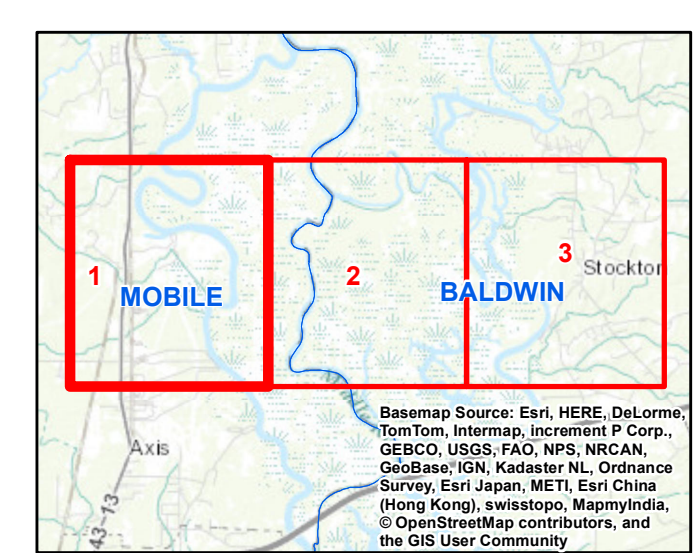 1
MOBILE
2
BALDWIN
3
Stockton
Axis
43-13
Basemap Source: Esri, HERE, DeLorme,
TomTom, Intermap, increment P Corp.,
GEBCO, USGS, FAO, NPS, NRCAN,
GeoBase, IGN, Kadaster NL, Ordnance
Survey, Esri Japan, METI, Esri China
(Hong Kong), swisstopo, MapmyIndia,
© OpenStreetMap contributors, and
the GIS User Community